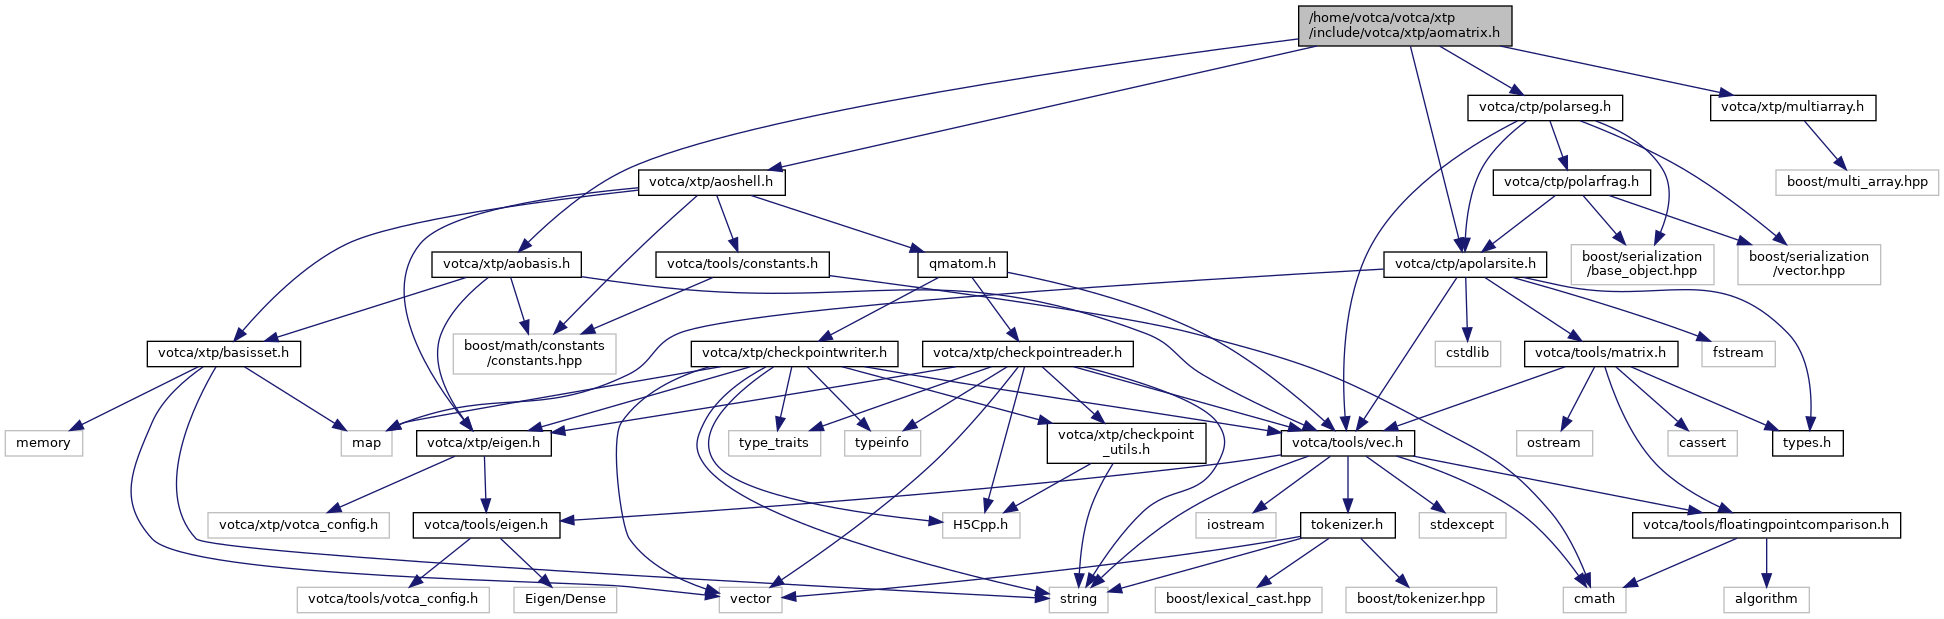 /home/votca/votca/xtp
/include/votca/xtp/aomatrix.h
votca/ctp/polarseg.h
votca/xtp/multiarray.h
votca/xtp/aoshell.h
votca/ctp/polarfrag.h
boost/multi_array.hpp
votca/xtp/aobasis.h
votca/tools/constants.h
qmatom.h
votca/ctp/apolarsite.h
boost/serialization
/base_object.hpp
boost/serialization
/vector.hpp
votca/xtp/basisset.h
boost/math/constants
/constants.hpp
votca/xtp/checkpointwriter.h
votca/xtp/checkpointreader.h
cstdlib
votca/tools/matrix.h
fstream
memory
map
votca/xtp/eigen.h
type_traits
typeinfo
votca/xtp/checkpoint
_utils.h
votca/tools/vec.h
ostream
cassert
types.h
votca/xtp/votca_config.h
votca/tools/eigen.h
H5Cpp.h
iostream
tokenizer.h
stdexcept
votca/tools/floatingpointcomparison.h
votca/tools/votca_config.h
Eigen/Dense
vector
string
boost/lexical_cast.hpp
boost/tokenizer.hpp
cmath
algorithm